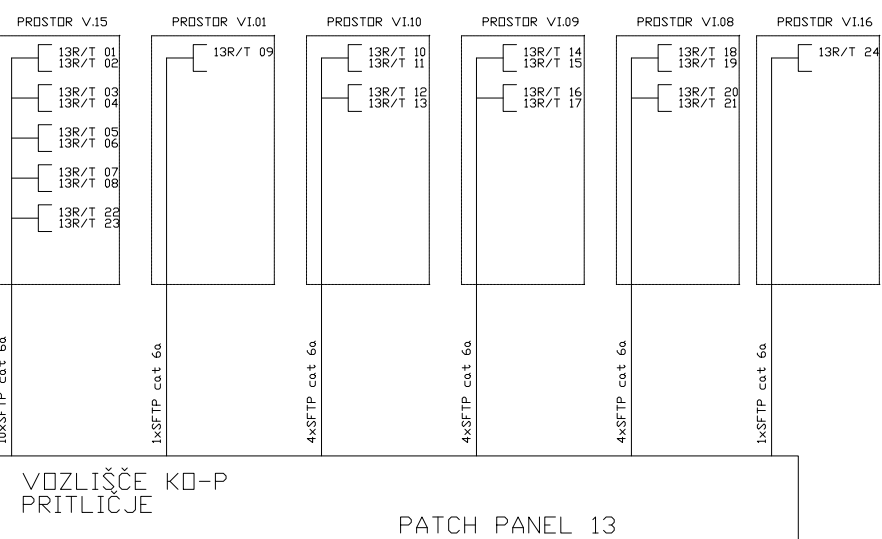 PROSTOR V.15
13R/T 01
13R/T 02
13R/T 03
13R/T 04
13R/T 05
13R/T 06
13R/T 07
13R/T 08
13R/T 22
13R/T 23
10xSFTP cat 6a
PROSTOR VI.01
13R/T 09
1xSFTP cat 6a
PROSTOR VI.10
13R/T 10
13R/T 11
13R/T 12
13R/T 13
4xSFTP cat 6a
PROSTOR VI.09
13R/T 14
13R/T 15
13R/T 16
13R/T 17
4xSFTP cat 6a
PROSTOR VI.08
13R/T 18
13R/T 19
13R/T 20
13R/T 21
4xSFTP cat 6a
PROSTOR VI.16
13R/T 24
1xSFTP cat 6a
VOZLIŠČE KO-P
PRITLIČJE
PATCH PANEL 13